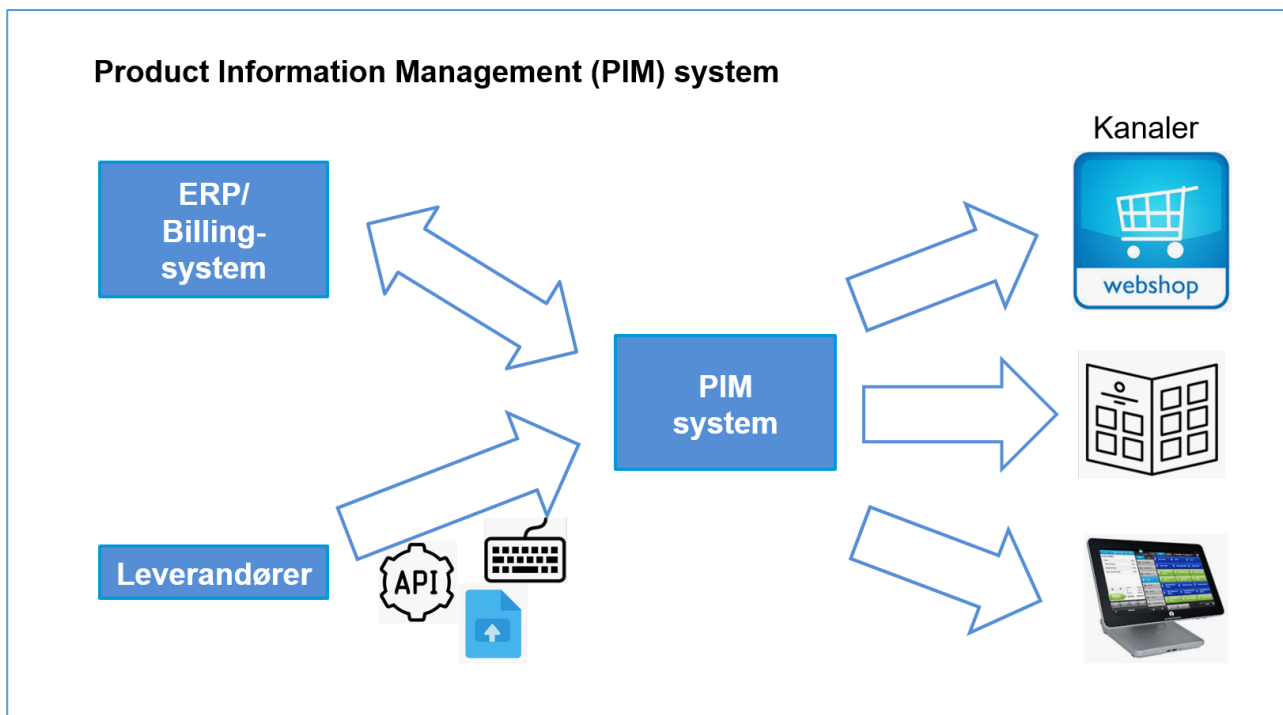 Product Information Management (PIM) system
Kanaler
ERP/
Billing-
system
webshop
PIM
system
Leverandører
API